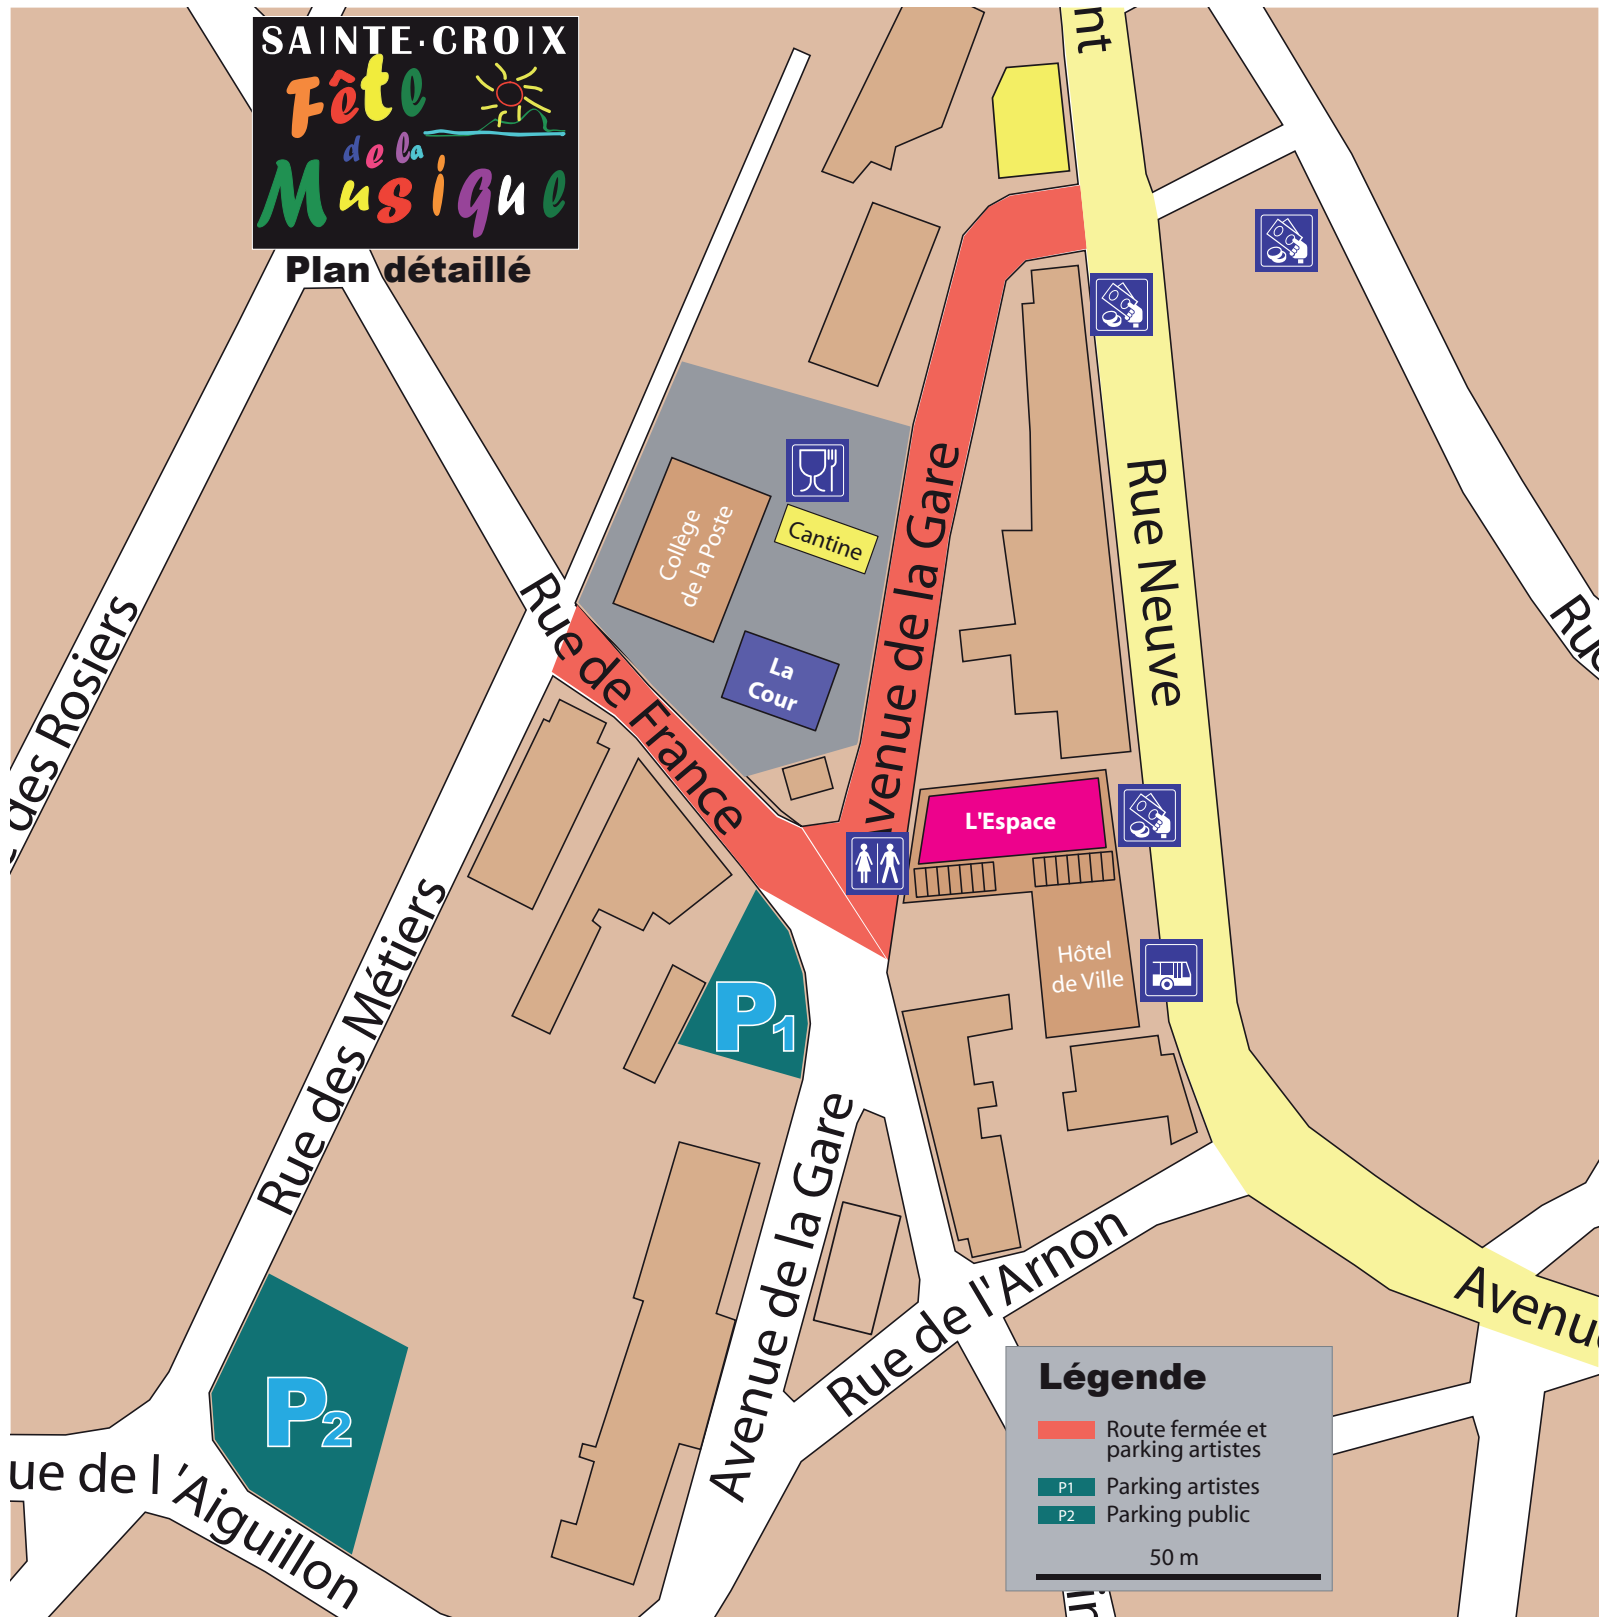 SAINTE·CROIX
Fête
de la
Musique
Plan détaillé
nt
Rue Neuve
Avenue de la Gare
Collège
de la Poste
Cantine
La
Cour
Rue de France
des Rosiers
L'Espace
Hôtel
de Ville
Rue des Métiers
P1
Avenue de la Gare
Rue de l'Arnon
Avenu
Rue
P2
ue de l 'Aiguillon
Légende
Route fermée et
parking artistes
P1 Parking artistes
P2 Parking public
50 m